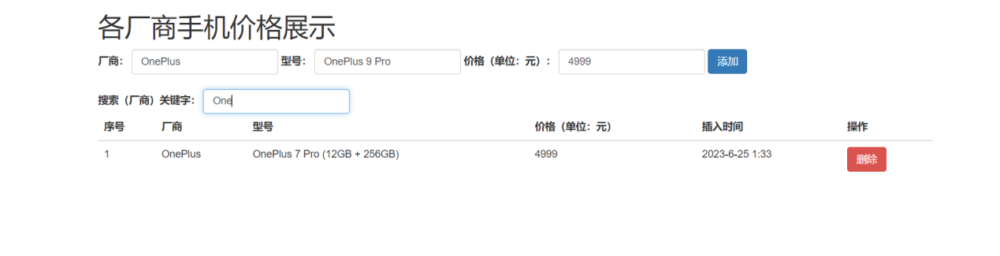 各厂商手机价格展示
厂商: OnePlus 型号: OnePlus 9 Pro 价格（单位：元）: 4999 添加
搜索（厂商）关键字: One
序号 厂商 型号 价格（单位：元） 插入时间 操作
1 OnePlus OnePlus 7 Pro (12GB + 256GB) 4999 2023-6-25 1:33 删除